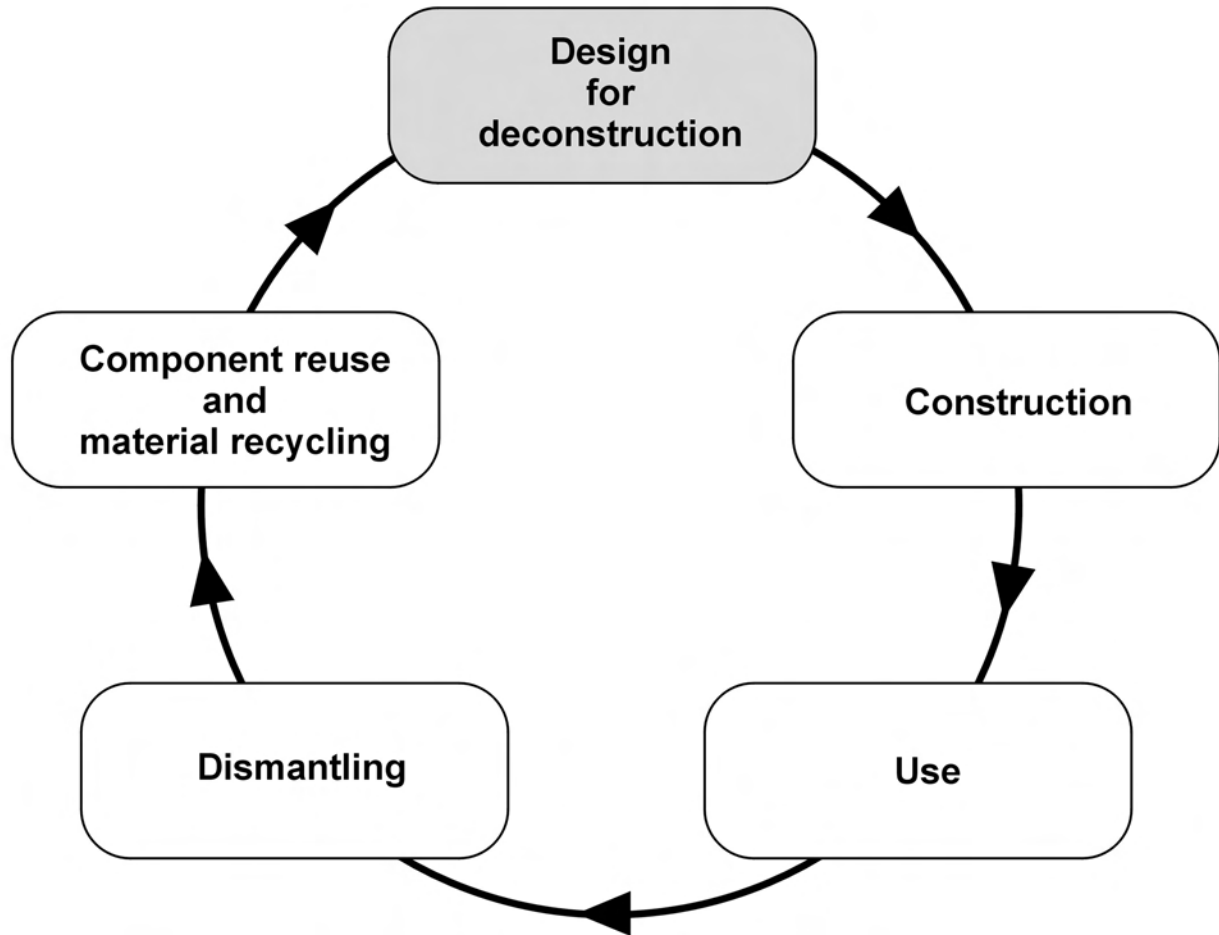 Design
for
deconstruction
Construction
Use
Dismantling
Component reuse
and
material recycling